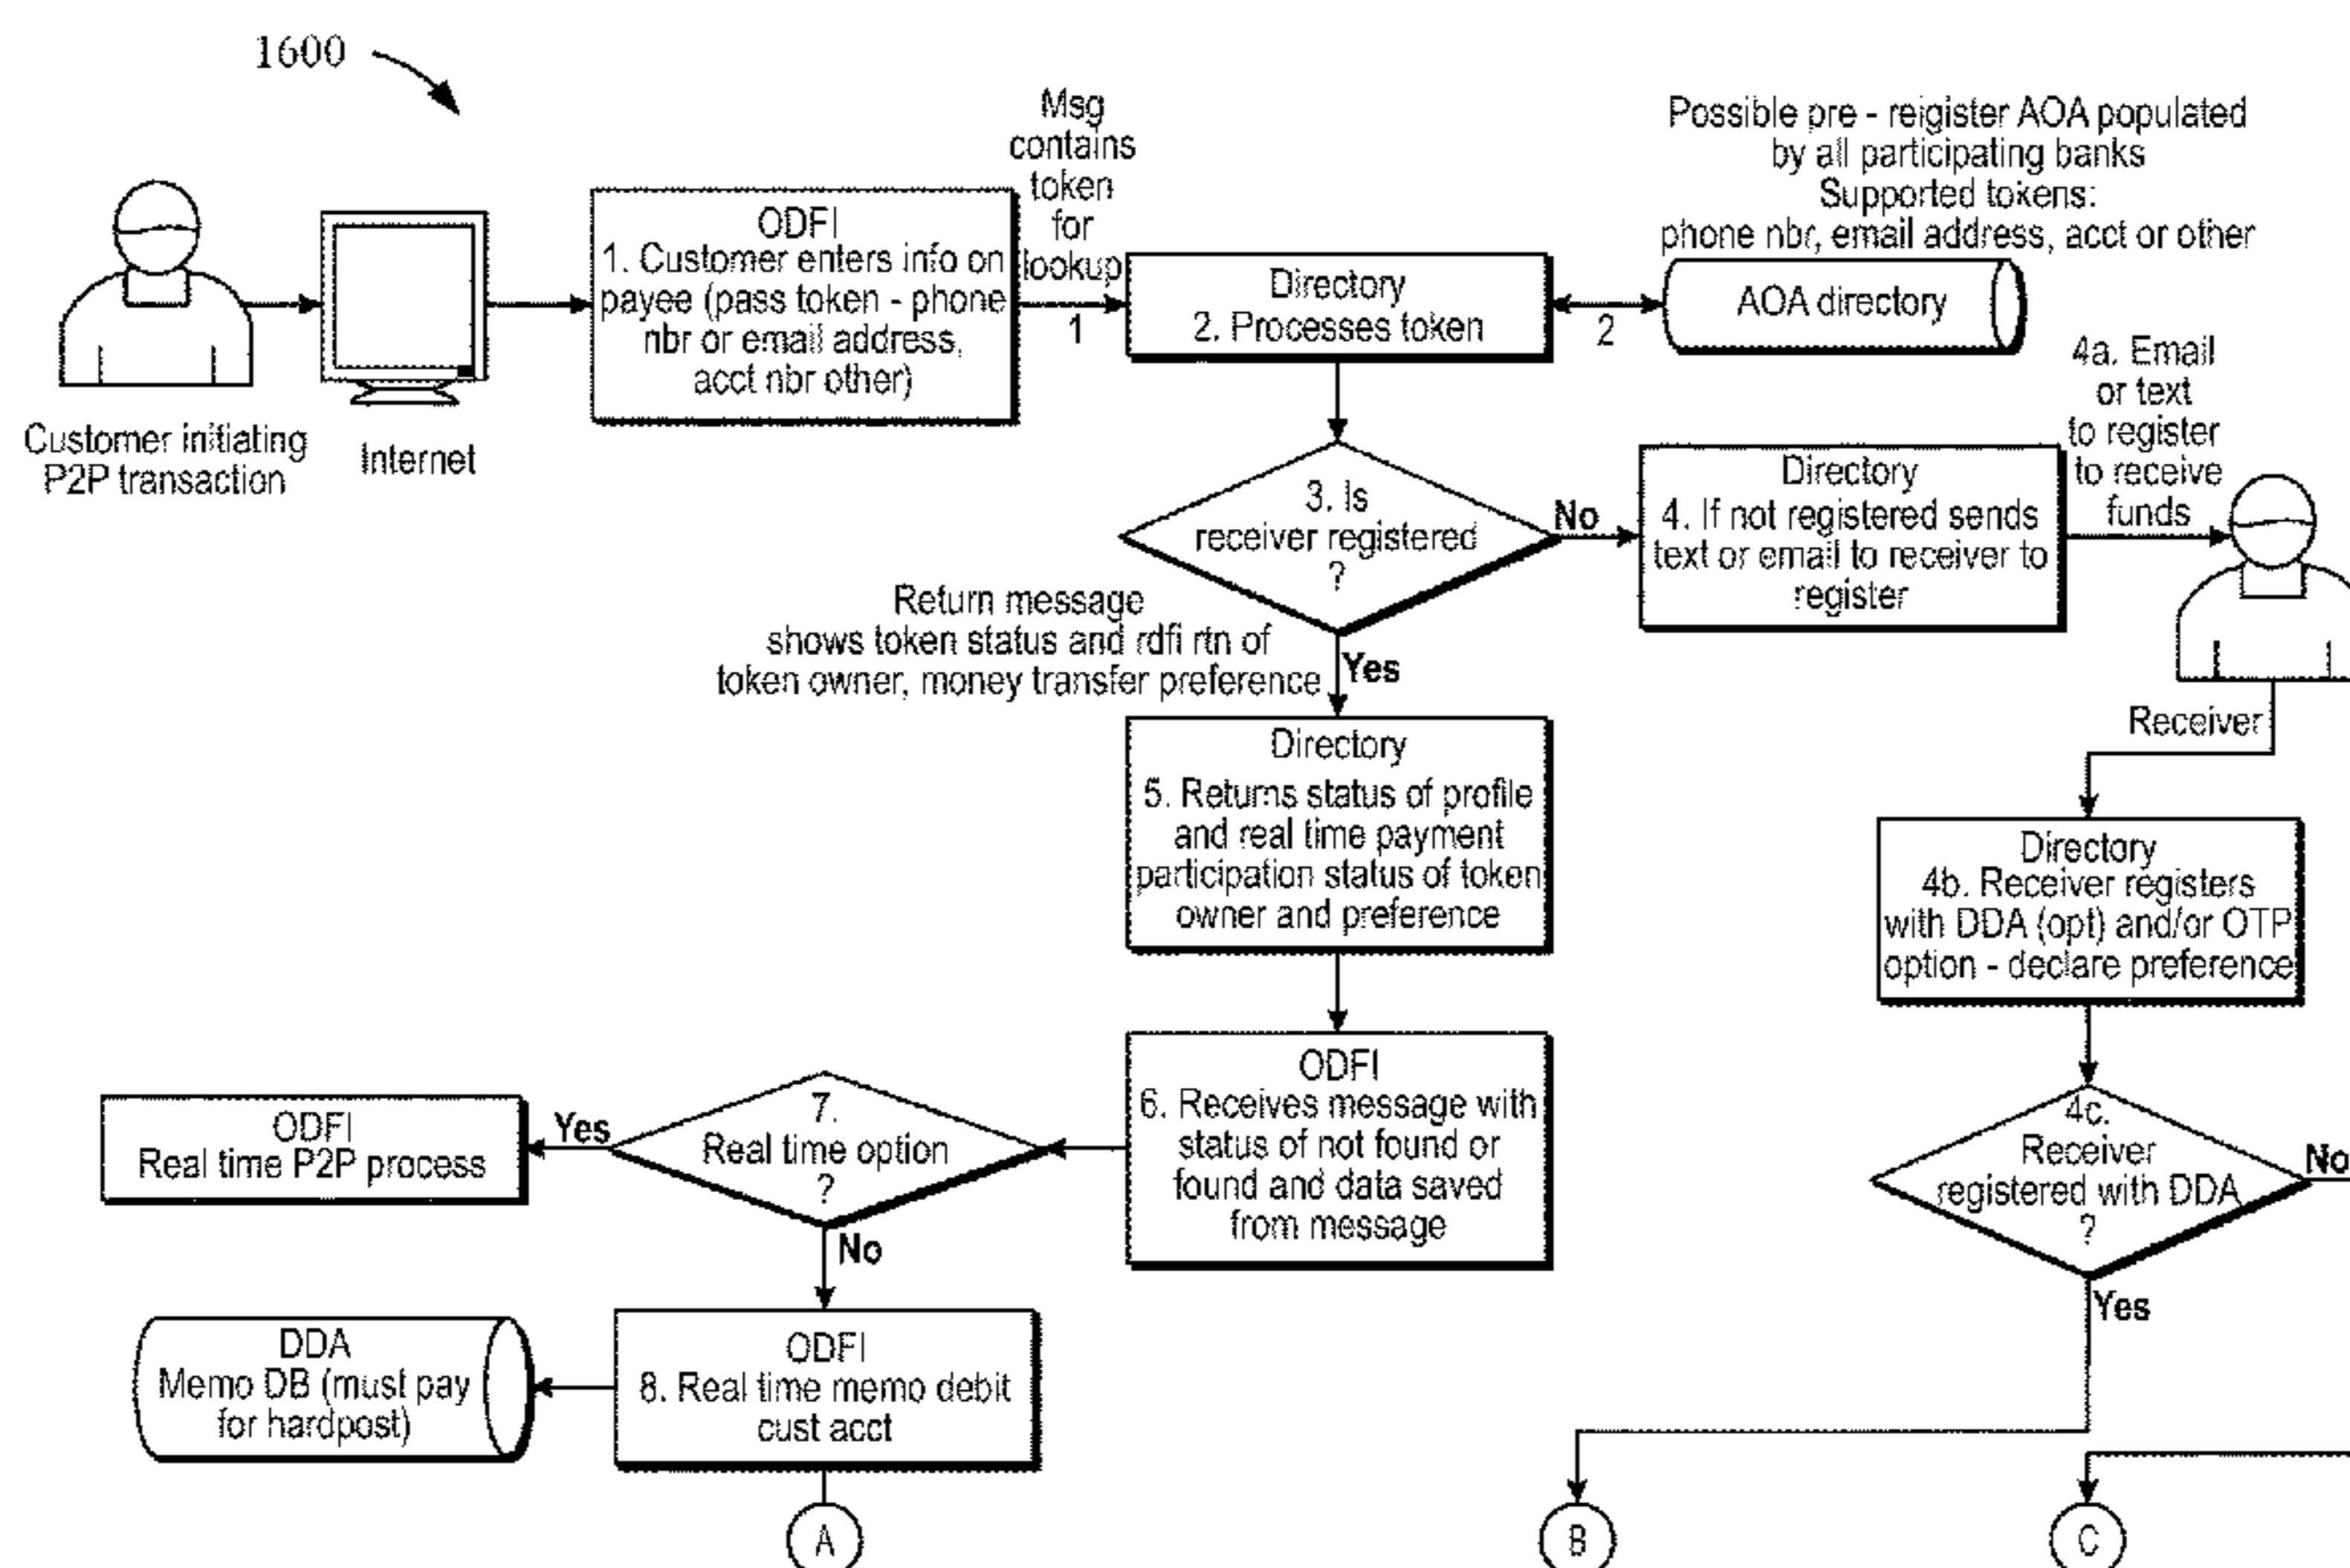 1600
Customer initiating
P2P transaction
Internet
ODFI
1. Customer enters info on
payee (pass token - phone
nbr or email address,
acct nbr other)
Msg
contains
token
for
lookup
1
Directory
2. Processes token
2
Possible pre - reigister AOA populated
by all participating banks
Supported tokens:
phone nbr, email address, acct or other
AOA directory
3. Is
receiver registered
?
No
Directory
4. If not registered sends
text or email to receiver to
register
4a. Email
or text
to register
to receive
funds
Receiver
Return message
shows token status and rdfi rtn of
token owner, money transfer preference
Yes
Directory
5. Returns status of profile
and real time payment
participation status of token
owner and preference
Directory
4b. Receiver registers
with DDA (opt) and/or OTP
option - declare preference
ODFI
6. Receives message with
status of not found or
found and data saved
from message
7.
Real time option
?
Yes
ODFI
Real time P2P process
No
4c.
Receiver
registered with DDA
?
No
Yes
ODFI
8. Real time memo debit
cust acct
DDA
Memo DB (must pay
for hardpost)
A
B
C